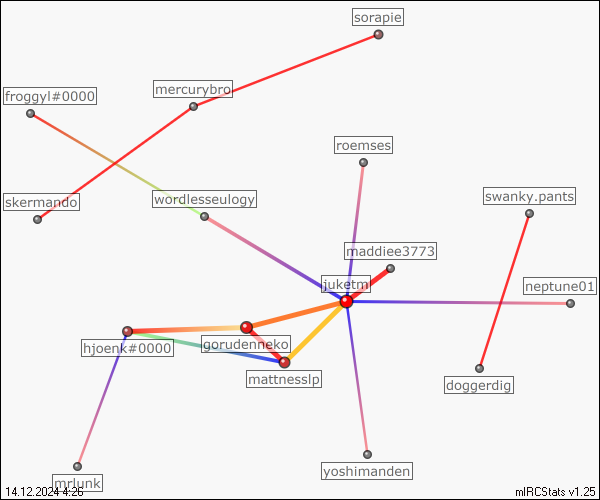 sorapie
mercurybro
froggyl#0000
roemses
skermando
wordlesseulogy
swanky.pants
maddiee3773
juketm
neptune01
gorudenneko
hjoenk#0000
mattnesslp
doggerdig
yoshimanden
mrlunk
14.12.2024 4:26
mIRCStats v1.25